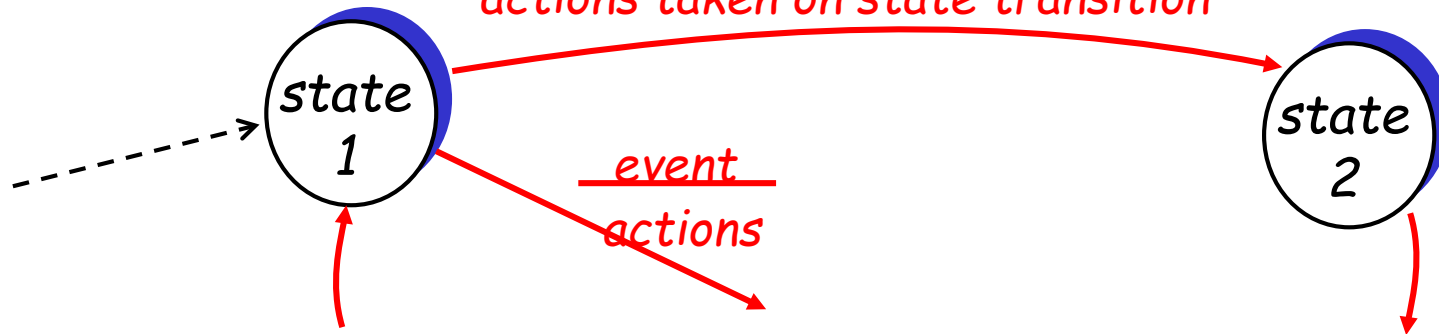 actions taken on state transition
state
1
state
2
event
actions